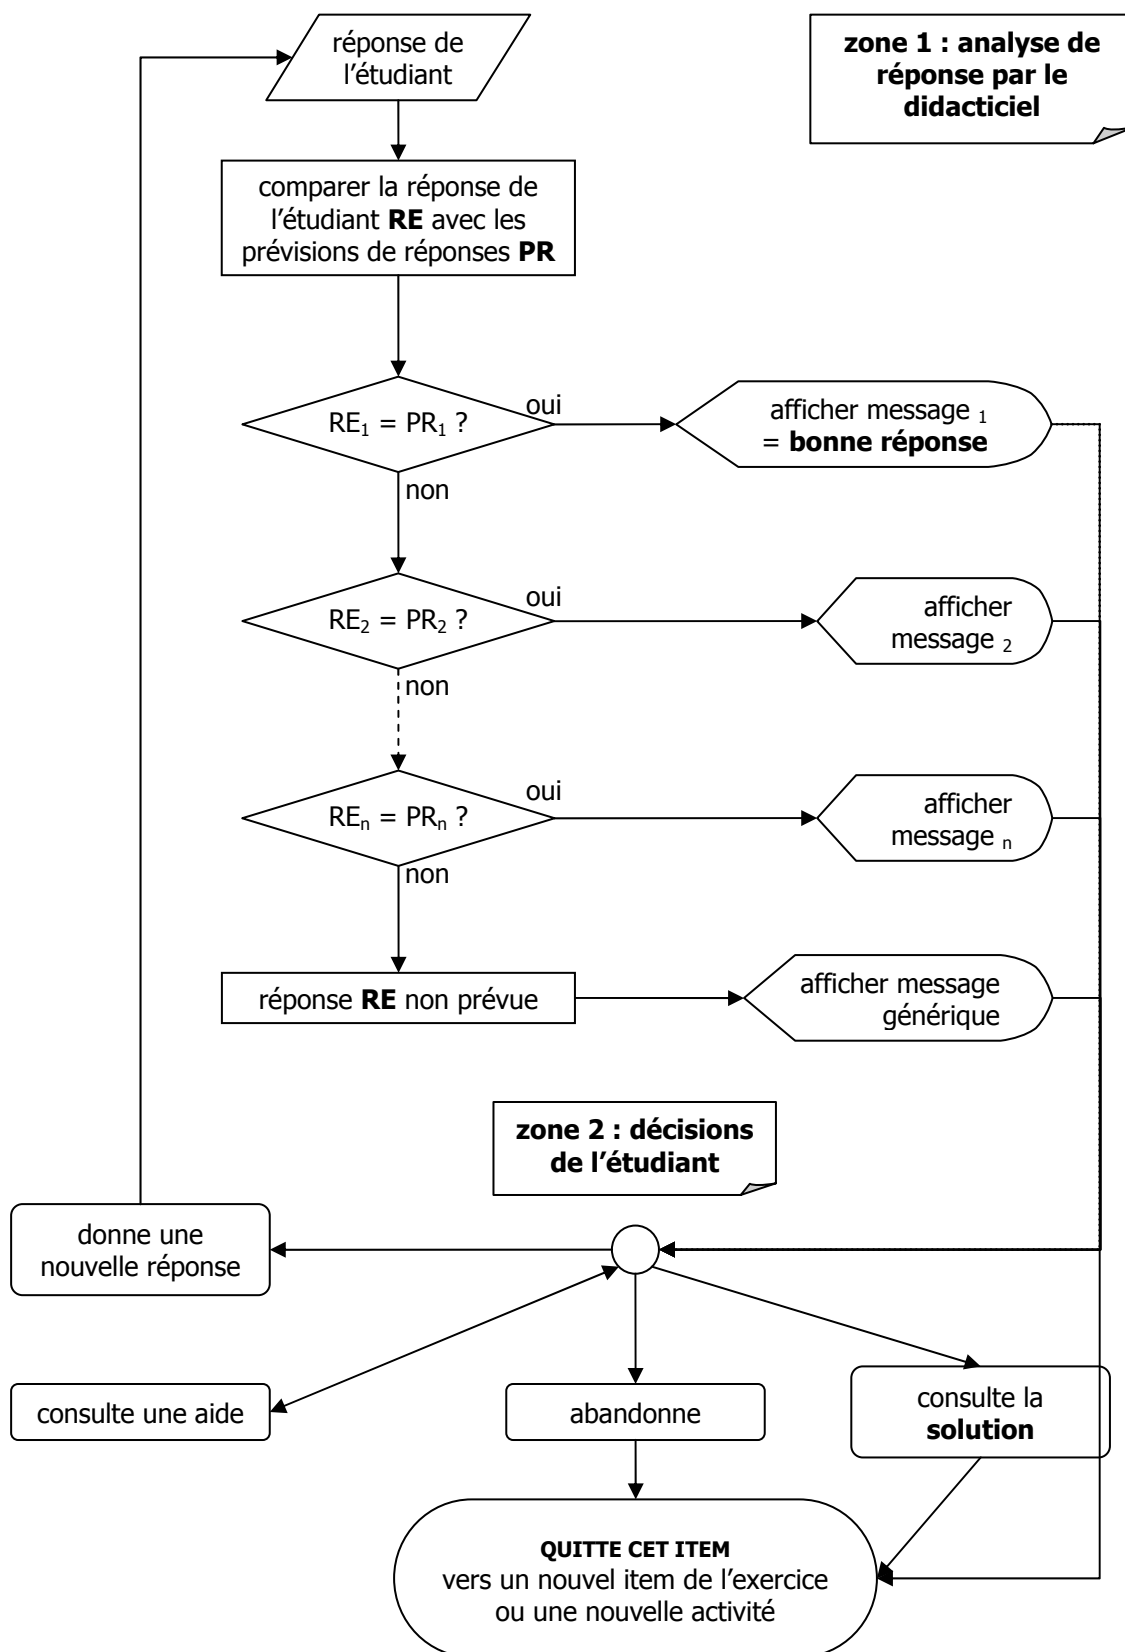 réponse de
l'étudiant
zone 1 : analyse de
réponse par le
didacticiel
comparer la réponse de
l'étudiant RE avec les
prévisions de réponses PR
RE1 = PR1 ?
oui
afficher message 1
= bonne réponse
non
RE2 = PR2 ?
oui
afficher
message 2
non
REn = PRn ?
oui
afficher
message n
non
réponse RE non prévue
afficher message
générique
zone 2 : décisions
de l'étudiant
donne une
nouvelle réponse
consulte une aide
abandonne
consulte la
solution
QUITTE CET ITEM
vers un nouvel item de l'exercice
ou une nouvelle activité